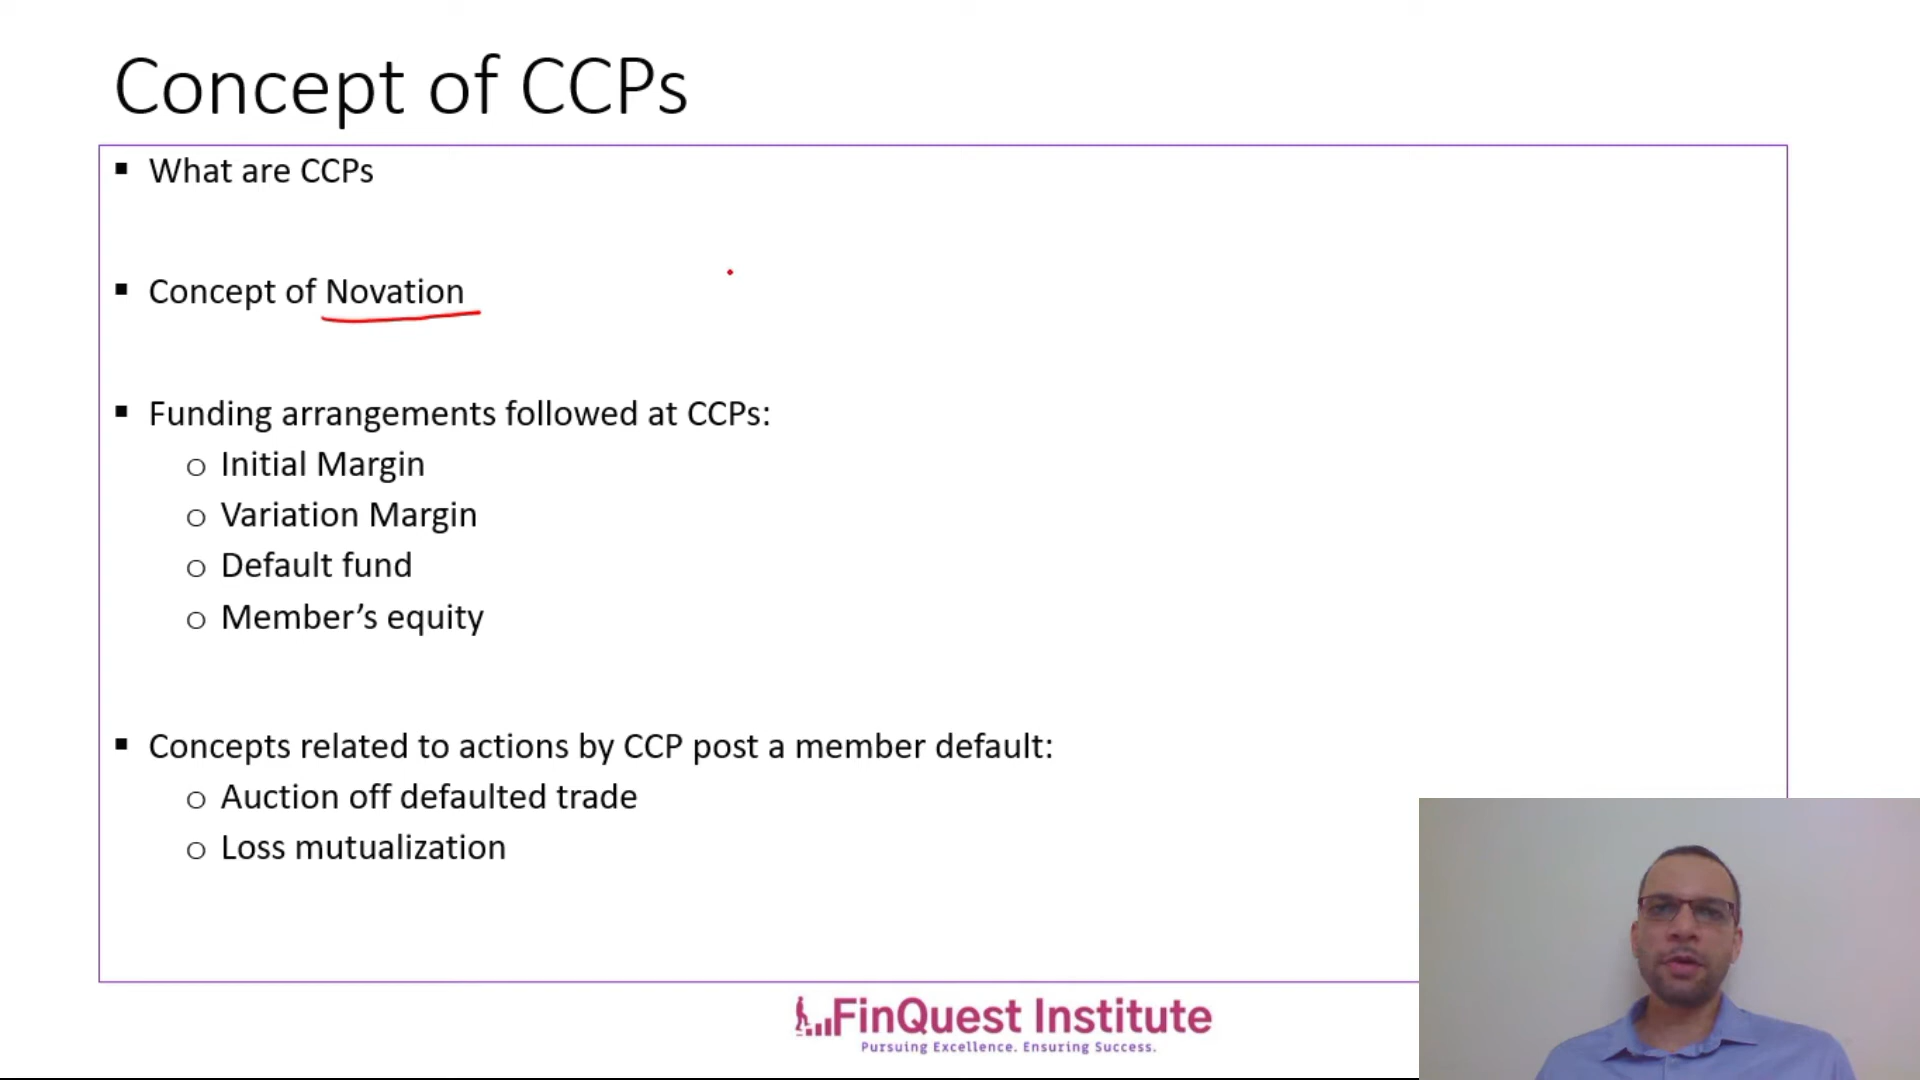 Concept of CCPs
▪ What are CCPs
▪ Concept of Novation
▪ Funding arrangements followed at CCPs:
o Initial Margin
o Variation Margin
o Default fund
o Member’s equity
▪ Concepts related to actions by CCP post a member default:
o Auction off defaulted trade
o Loss mutualization
FinQuest Institute
Pursuing Excellence. Ensuring Success.